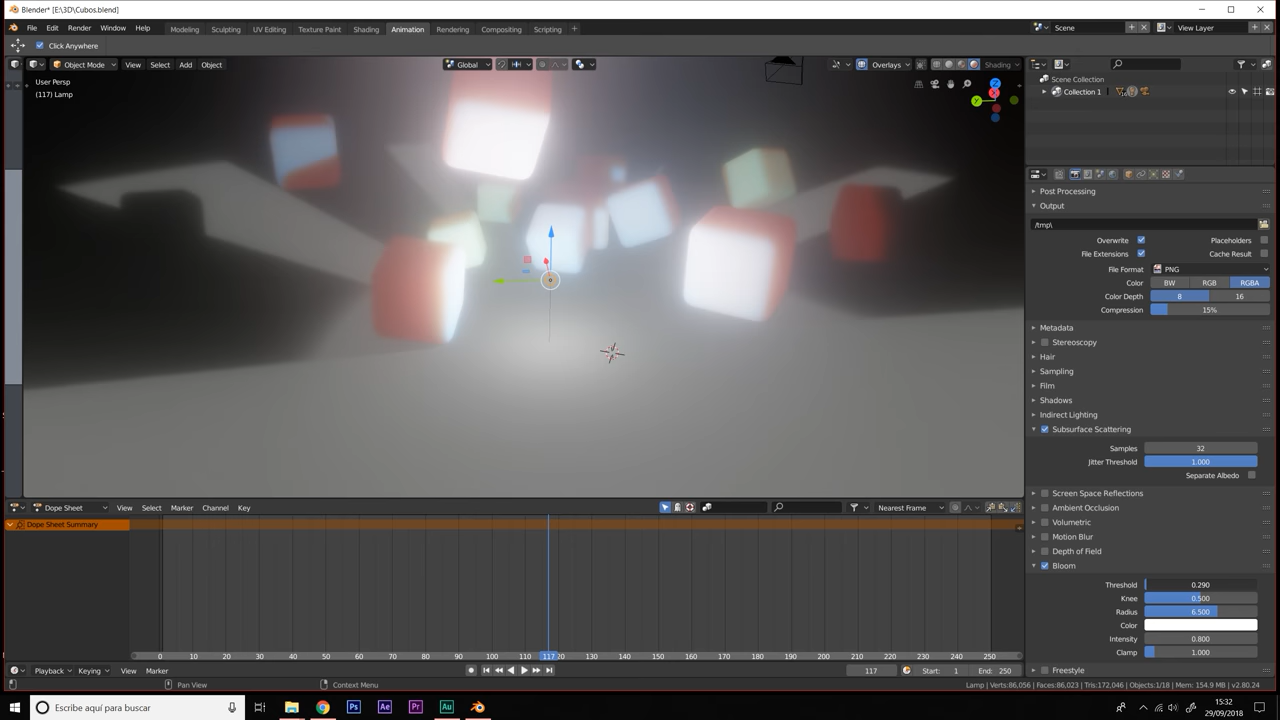 Blender* [E:\3D\Cubos.blend]
File Edit Render Window Help Modeling Sculpting UV Editing Texture Paint Shading Animation Rendering Compositing Scripting + Scene View Layer
Click Anywhere
Object Mode View Select Add Object Global Overlays Shading
User Persp
(117) Lamp
Z
Y
Scene Collection
Collection 1
Post Processing
Output
/tmp\
Overwrite Placeholders
File Extensions Cache Result
File Format PNG
Color BW RGB RGBA
Color Depth 8 16
Compression 15%
Metadata
Stereoscopy
Hair
Sampling
Film
Shadows
Indirect Lighting
Subsurface Scattering
Samples 32
Jitter Threshold 1.000
Separate Albedo
Screen Space Reflections
Ambient Occlusion
Volumetric
Motion Blur
Depth of Field
Bloom
Threshold 0.290
Knee 0.500
Radius 6.500
Color
Intensity 0.800
Clamp 1.000
Freestyle
Dope Sheet View Select Marker Channel Key Nearest Frame
Dope Sheet Summary
0 10 20 30 40 50 60 70 80 90 100 110 117 120 130 140 150 160 170 180 190 200 210 220 230 240 250
Playback Keying View Marker 117 Start: 1 End: 250
Pan View Context Menu Lamp | Verts:86,056 | Faces:86,023 | Tris:172,046 | Objects:1/18 | Mem: 154.9 MB | v2.80.24
Escribe aquí para buscar Ps Ae Pr Au 15:32
29/09/2018